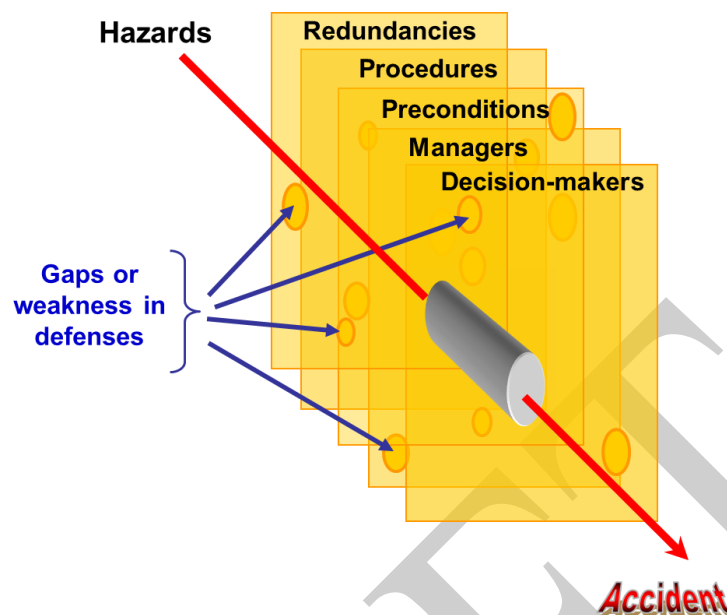 Hazards
Redundancies
Procedures
Preconditions
Managers
Decision-makers
Gaps or
weakness in
defenses
Accident